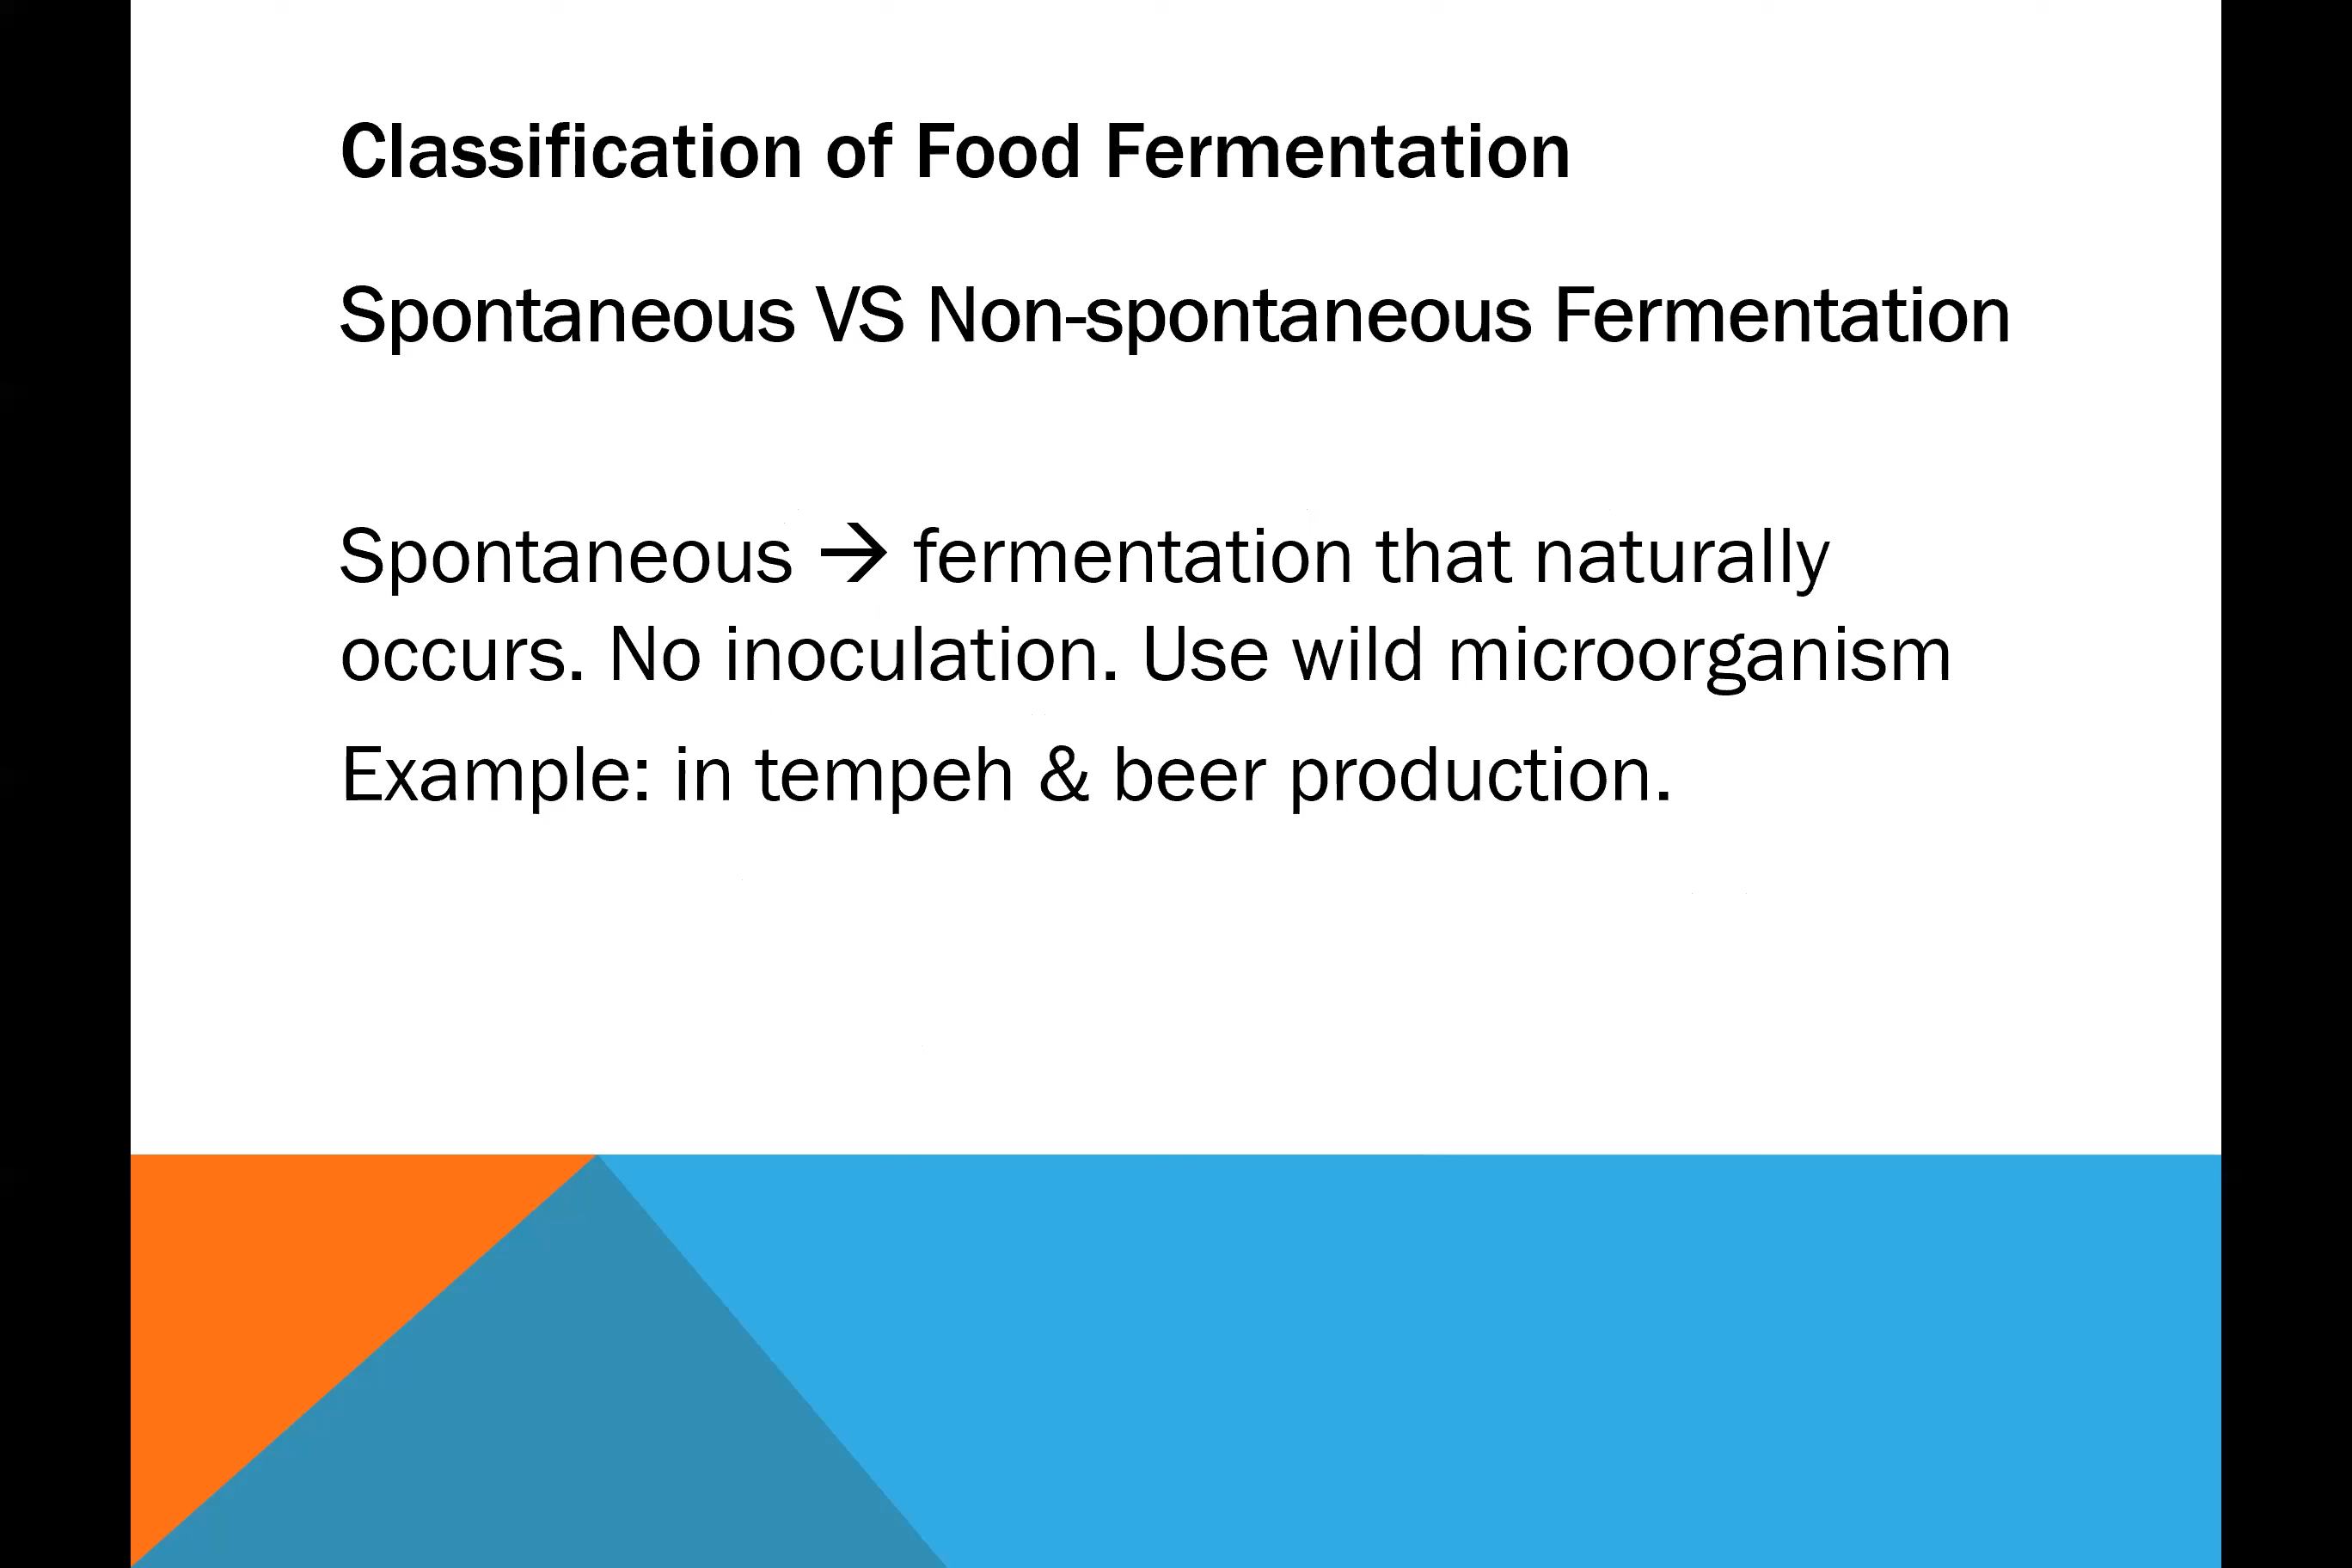 Classification of Food Fermentation
Spontaneous VS Non-spontaneous Fermentation
Spontaneous → fermentation that naturally
occurs. No inoculation. Use wild microorganism
Example: in tempeh & beer production.